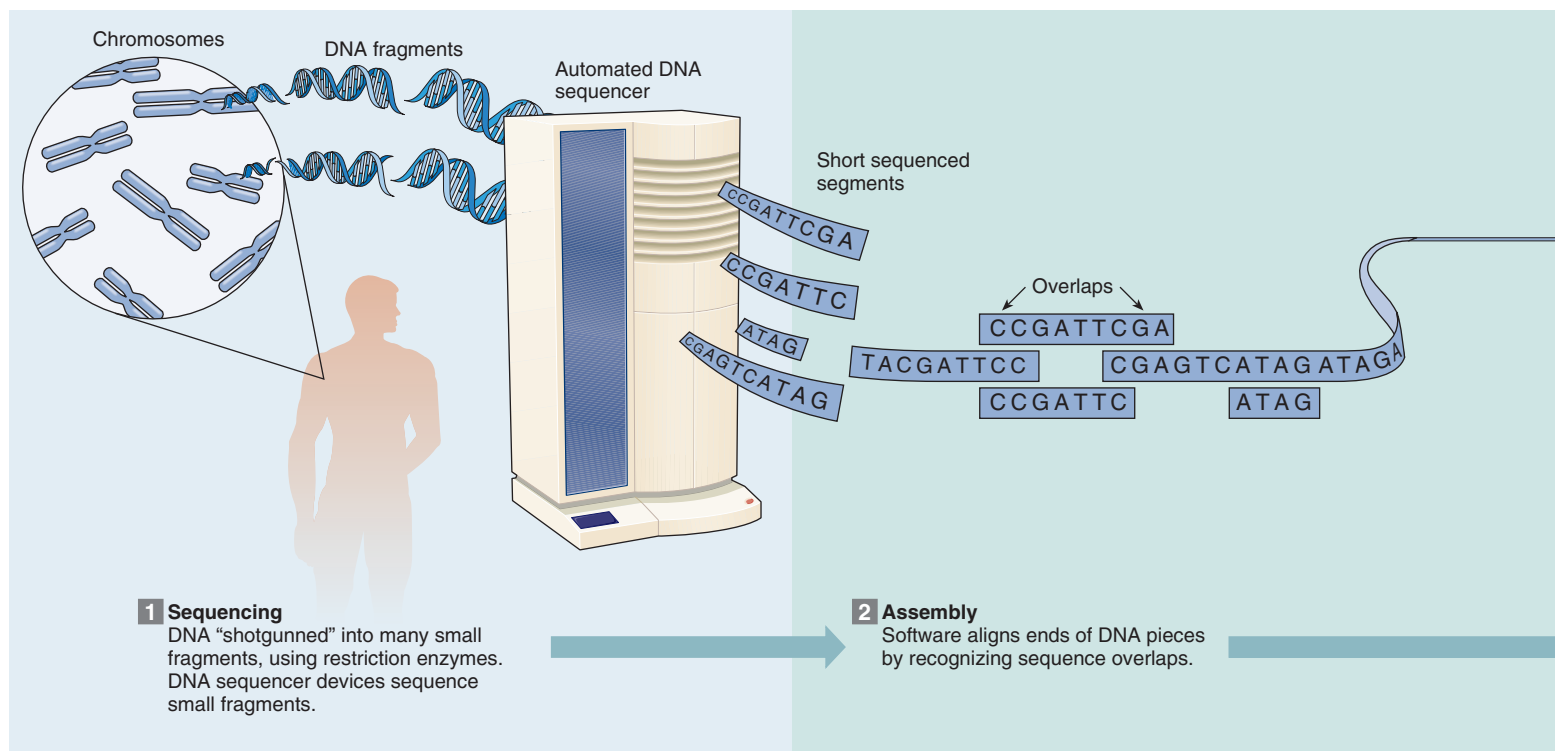 Chromosomes
DNA fragments
Automated DNA
sequencer
Short sequenced
segments
CCGATTCGA
CCGATTC
ATAG
CGAGTCATAG
Overlaps
CCGATTCGA
TACGATTCC
CGAGTCATAGATAGA
CCGATTC
ATAG
1 Sequencing
DNA “shotgunned” into many small
fragments, using restriction enzymes.
DNA sequencer devices sequence
small fragments.
2 Assembly
Software aligns ends of DNA pieces
by recognizing sequence overlaps.